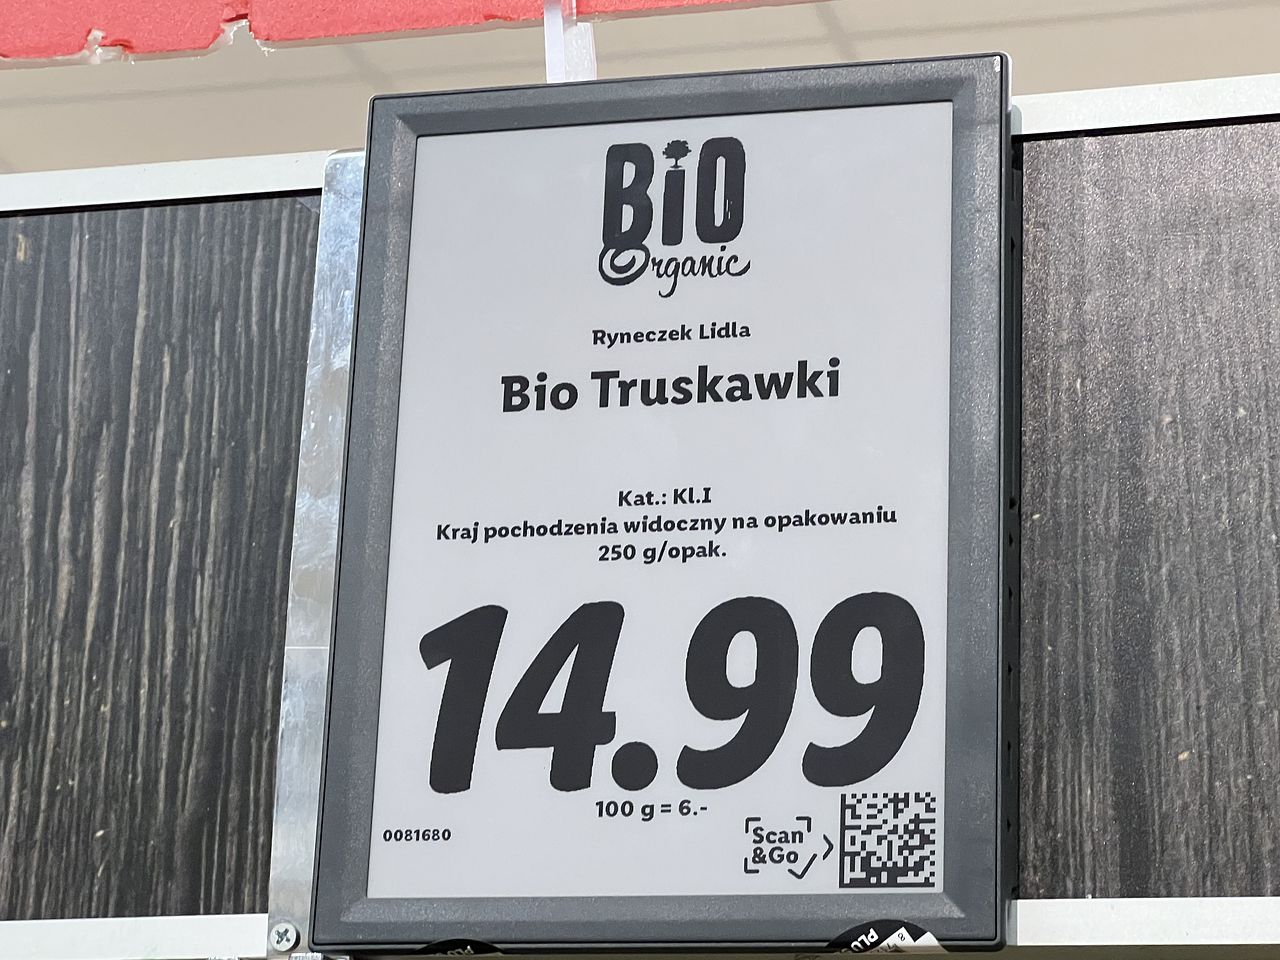 BiO
Organic
Ryneczek Lidla
Bio Truskawki
Kat.: Kl.I
Kraj pochodzenia widoczny na opakowaniu
250 g/opak.
14.99
100 g = 6.-
0081680
Scan
&Go